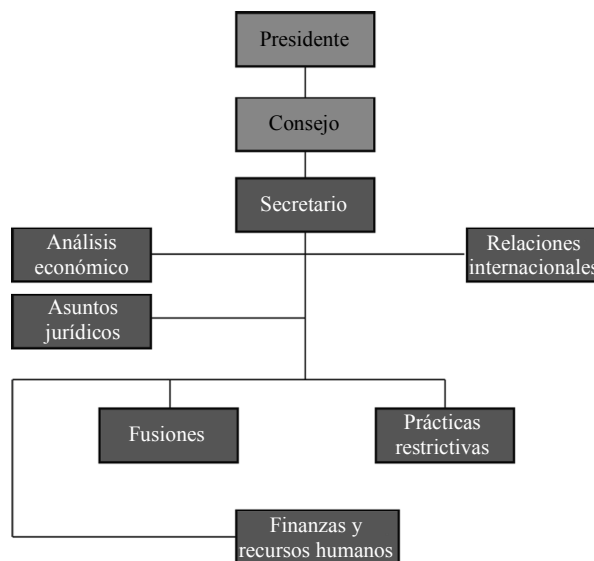 Presidente
Consejo
Secretario
Análisis
económico
Relaciones
internacionales
Asuntos
jurídicos
Fusiones
Prácticas
restrictivas
Finanzas y
recursos humanos